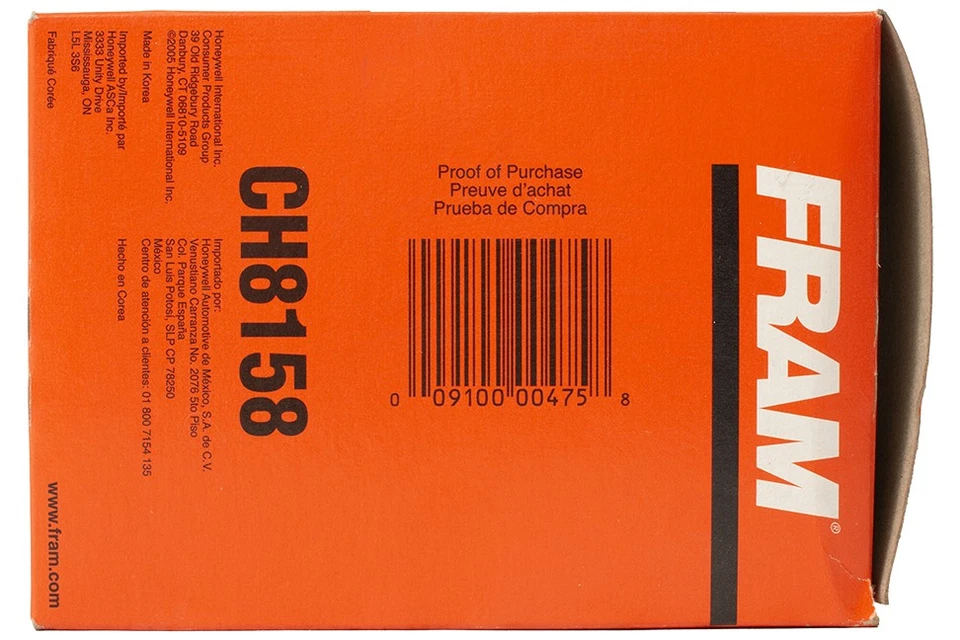 FRAM®
Proof of Purchase
Preuve d'achat
Prueba de Compra
0 09100 00475 8
CH8158
Honeywell International Inc.
Consumer Products Group
39 Old Ridgebury Road
Danbury, CT 06810-5109
©2005 Honeywell International Inc.
Made in Korea
Imported by/Importé par
Honeywell ASCa Inc.
3333 Unity Drive
Mississauga, ON
L5L 3S6
Fabriqué Corée
Importado por:
Honeywell Automotive de México, S.A. de C.V.
Venustiano Carranza No. 2076 5to Piso
Col. Parque España
San Luis Potosí, SLP CP 78250
México
Centro de atención a clientes: 01 800 7154 135
Hecho en Corea
www.fram.com